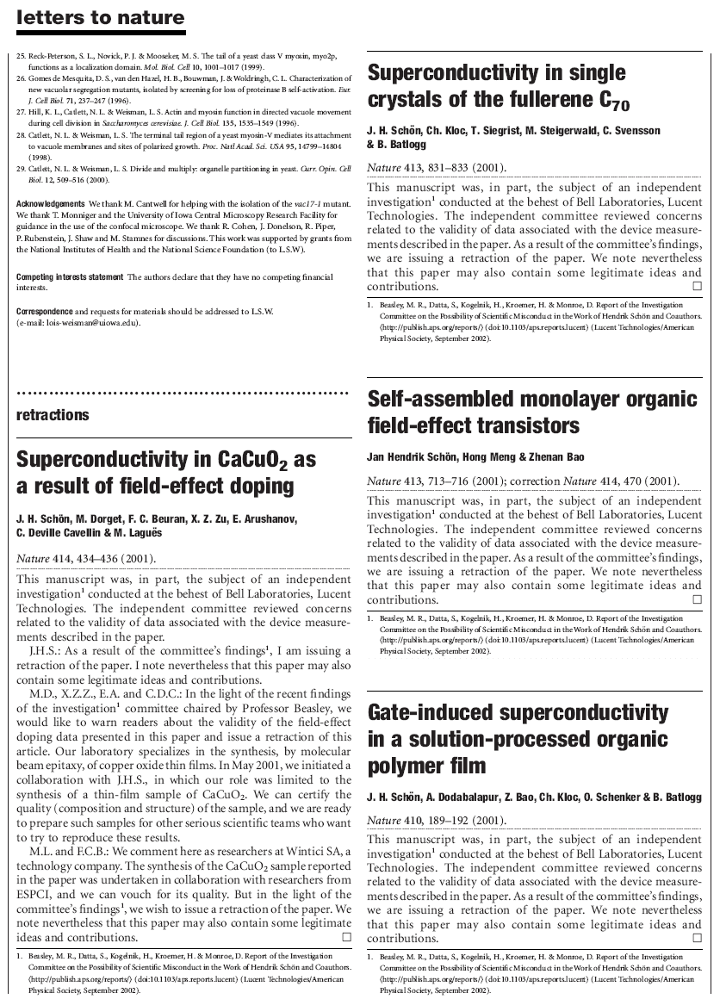 letters to nature
25. Reck-Peterson, S. L., Novick, P. J. & Mooseker, M. S. The tail of a yeast class V myosin, myo2p,
functions as a localization domain. Mol. Biol. Cell 10, 1001–1017 (1999).
26. Gomes de Mesquita, D. S., van den Hazel, H. B., Bouwman, J. & Woldringh, C. L. Characterization of
new vacuolar segregation mutants, isolated by screening for loss of proteinase B self-activation. Eur.
J. Cell Biol. 71, 237–247 (1996).
27. Hill, K. L., Catlett, N. L. & Weisman, L. S. Actin and myosin function in directed vacuole movement
during cell division in Saccharomyces cerevisiae. J. Cell Biol. 135, 1535–1549 (1996).
28. Catlett, N. L. & Weisman, L. S. The terminal tail region of a yeast myosin-V mediates its attachment
to vacuole membranes and sites of polarized growth. Proc. Natl Acad. Sci. USA 95, 14799–14804
(1998).
29. Catlett, N. L. & Weisman, L. S. Divide and multiply: organelle partitioning in yeast. Curr. Opin. Cell
Biol. 12, 509–516 (2000).
Acknowledgements We thank M. Cantwell for helping with the isolation of the vac17-1 mutant.
We thank T. Monniger and the University of Iowa Central Microscopy Research Facility for
guidance in the use of the confocal microscope. We thank R. Cohen, J. Donelson, R. Piper,
P. Rubenstein, J. Shaw and M. Stamnes for discussions. This work was supported by grants from
the National Institutes of Health and the National Science Foundation (to L.S.W).
Competing interests statement The authors declare that they have no competing financial
interests.
Correspondence and requests for materials should be addressed to L.S.W.
(e-mail: lois-weisman@uiowa.edu).
retractions
Superconductivity in CaCuO₂ as
a result of field-effect doping
J. H. Schön, M. Dorget, F. C. Beuran, X. Z. Zu, E. Arushanov,
C. Deville Cavellin & M. Laguës
Nature 414, 434–436 (2001).
This manuscript was, in part, the subject of an independent
investigation¹ conducted at the behest of Bell Laboratories, Lucent
Technologies. The independent committee reviewed concerns
related to the validity of data associated with the device measure-
ments described in the paper.
J.H.S.: As a result of the committee's findings¹, I am issuing a
retraction of the paper. I note nevertheless that this paper may also
contain some legitimate ideas and contributions.
M.D., X.Z.Z., E.A. and C.D.C.: In the light of the recent findings
of the investigation¹ committee chaired by Professor Beasley, we
would like to warn readers about the validity of the field-effect
doping data presented in this paper and issue a retraction of this
article. Our laboratory specializes in the synthesis, by molecular
beam epitaxy, of copper oxide thin films. In May 2001, we initiated a
collaboration with J.H.S., in which our role was limited to the
synthesis of a thin-film sample of CaCuO₂. We can certify the
quality (composition and structure) of the sample, and we are ready
to prepare such samples for other serious scientific teams who want
to try to reproduce these results.
M.L. and F.C.B.: We comment here as researchers at Wintici SA, a
technology company. The synthesis of the CaCuO₂ sample reported
in the paper was undertaken in collaboration with researchers from
ESPCI, and we can vouch for its quality. But in the light of the
committee's findings¹, we wish to issue a retraction of the paper. We
note nevertheless that this paper may also contain some legitimate
ideas and contributions. □
1. Beasley, M. R., Datta, S., Kogelnik, H., Kroemer, H. & Monroe, D. Report of the Investigation
Committee on the Possibility of Scientific Misconduct in the Work of Hendrik Schön and Coauthors.
⟨http://publish.aps.org/reports/⟩ (doi:10.1103/aps.reports.lucent) (Lucent Technologies/American
Physical Society, September 2002).
Superconductivity in single
crystals of the fullerene C₇₀
J. H. Schön, Ch. Kloc, T. Siegrist, M. Steigerwald, C. Svensson
& B. Batlogg
Nature 413, 831–833 (2001).
This manuscript was, in part, the subject of an independent
investigation¹ conducted at the behest of Bell Laboratories, Lucent
Technologies. The independent committee reviewed concerns
related to the validity of data associated with the device measure-
ments described in the paper. As a result of the committee's findings,
we are issuing a retraction of the paper. We note nevertheless
that this paper may also contain some legitimate ideas and
contributions. □
1. Beasley, M. R., Datta, S., Kogelnik, H., Kroemer, H. & Monroe, D. Report of the Investigation
Committee on the Possibility of Scientific Misconduct in the Work of Hendrik Schön and Coauthors.
⟨http://publish.aps.org/reports/⟩ (doi:10.1103/aps.reports.lucent) (Lucent Technologies/American
Physical Society, September 2002).
Self-assembled monolayer organic
field-effect transistors
Jan Hendrik Schön, Hong Meng & Zhenan Bao
Nature 413, 713–716 (2001); correction Nature 414, 470 (2001).
This manuscript was, in part, the subject of an independent
investigation¹ conducted at the behest of Bell Laboratories, Lucent
Technologies. The independent committee reviewed concerns
related to the validity of data associated with the device measure-
ments described in the paper. As a result of the committee's findings,
we are issuing a retraction of the paper. We note nevertheless
that this paper may also contain some legitimate ideas and
contributions. □
1. Beasley, M. R., Datta, S., Kogelnik, H., Kroemer, H. & Monroe, D. Report of the Investigation
Committee on the Possibility of Scientific Misconduct in the Work of Hendrik Schön and Coauthors.
⟨http://publish.aps.org/reports/⟩ (doi:10.1103/aps.reports.lucent) (Lucent Technologies/American
Physical Society, September 2002).
Gate-induced superconductivity
in a solution-processed organic
polymer film
J. H. Schön, A. Dodabalapur, Z. Bao, Ch. Kloc, O. Schenker & B. Batlogg
Nature 410, 189–192 (2001).
This manuscript was, in part, the subject of an independent
investigation¹ conducted at the behest of Bell Laboratories, Lucent
Technologies. The independent committee reviewed concerns
related to the validity of data associated with the device measure-
ments described in the paper. As a result of the committee's findings,
we are issuing a retraction of the paper. We note nevertheless
that this paper may also contain some legitimate ideas and
contributions. □
1. Beasley, M. R., Datta, S., Kogelnik, H., Kroemer, H. & Monroe, D. Report of the Investigation
Committee on the Possibility of Scientific Misconduct in the Work of Hendrik Schön and Coauthors.
⟨http://publish.aps.org/reports/⟩ (doi:10.1103/aps.reports.lucent) (Lucent Technologies/American
Physical Society, September 2002).